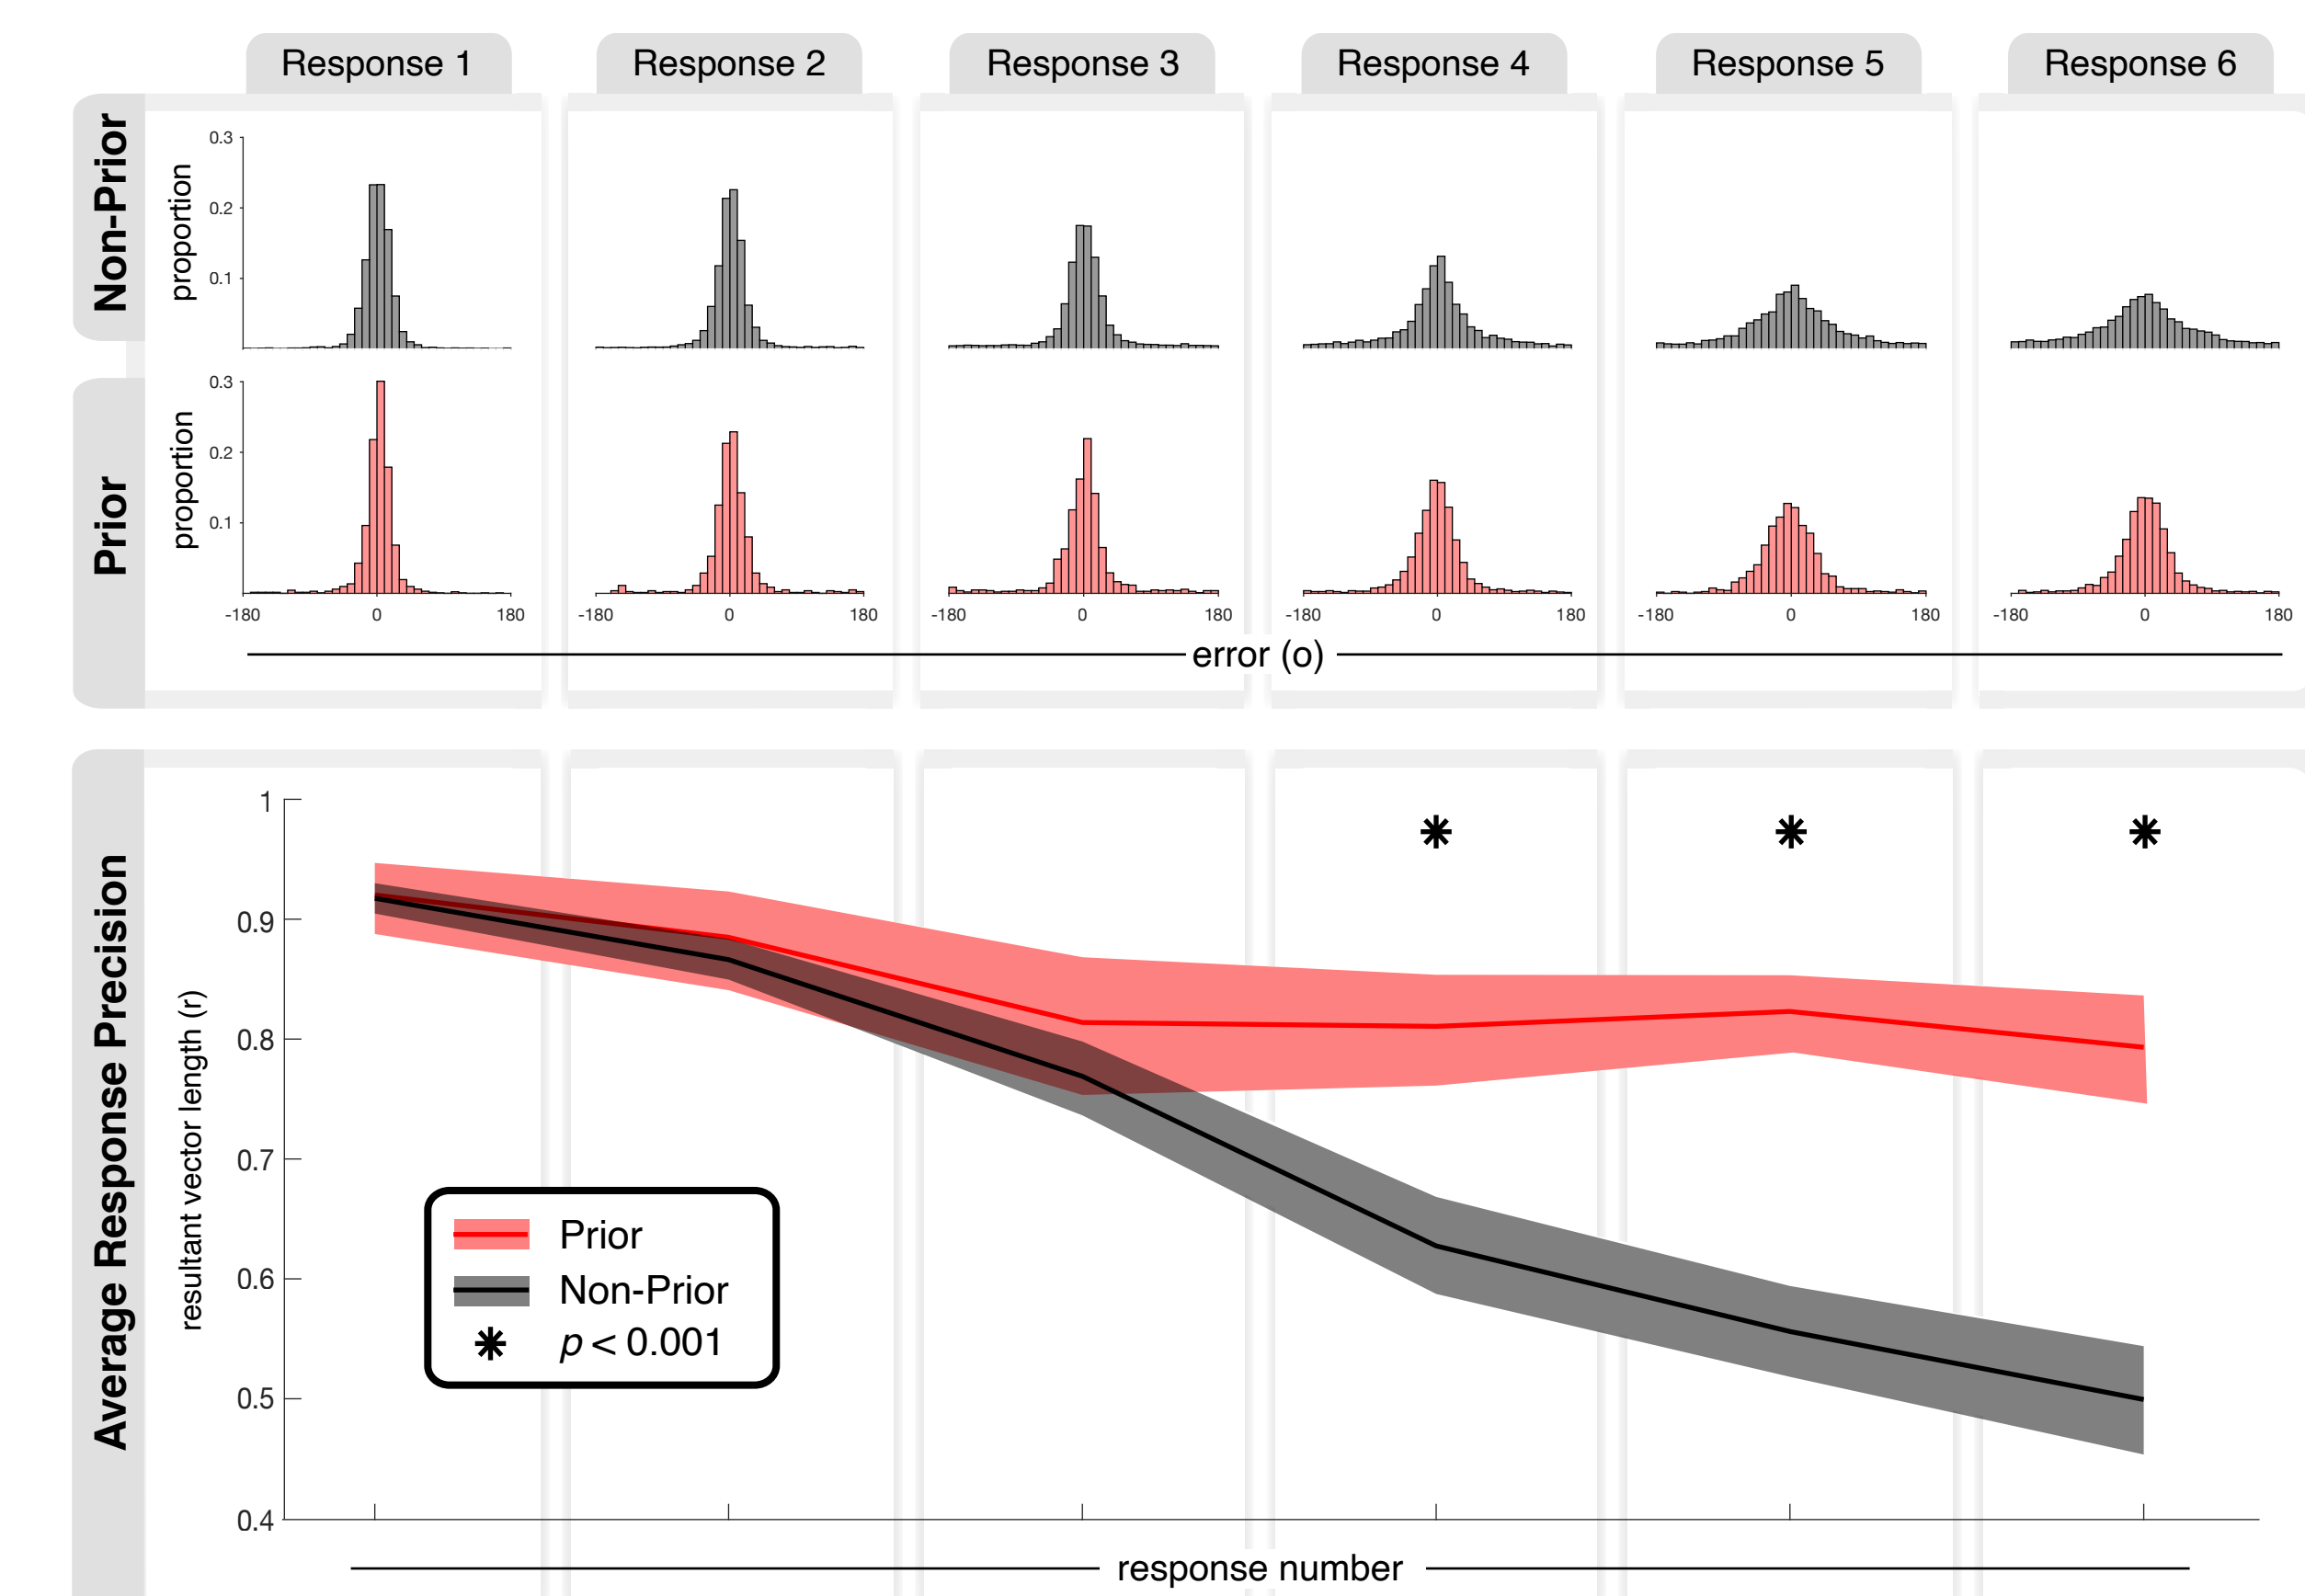 Response 1
Response 2
Response 3
Response 4
Response 5
Response 6
Non-Prior
proportion
0.3
0.2
0.1
Prior
proportion
0.3
0.2
0.1
-180 0 180
-180 0 180
-180 0 180
-180 0 180
-180 0 180
-180 0 180
error (o)
Average Response Precision
resultant vector length (r)
1
0.9
0.8
0.7
0.6
0.5
0.4
Prior
Non-Prior
p < 0.001
response number